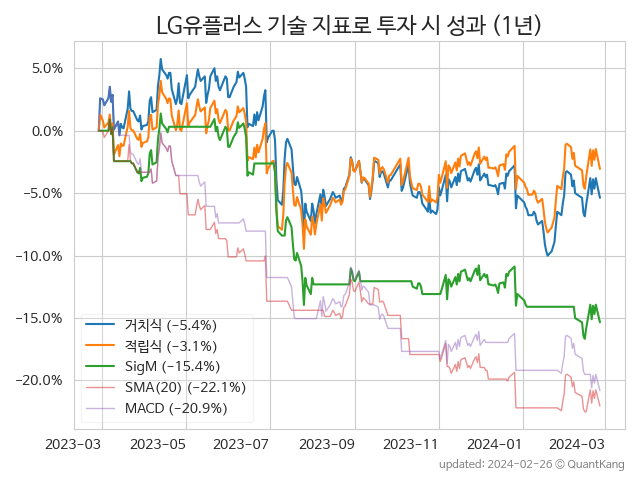 LG유플러스 기술 지표로 투자 시 성과 (1년)
5.0%
0.0%
−5.0%
−10.0%
−15.0%
−20.0%
거치식 (−5.4%)
적립식 (−3.1%)
SigM (−15.4%)
SMA(20) (−22.1%)
MACD (−20.9%)
2023−03 2023−05 2023−07 2023−09 2023−11 2024−01 2024−03
updated: 2024−02−26 © QuantKang